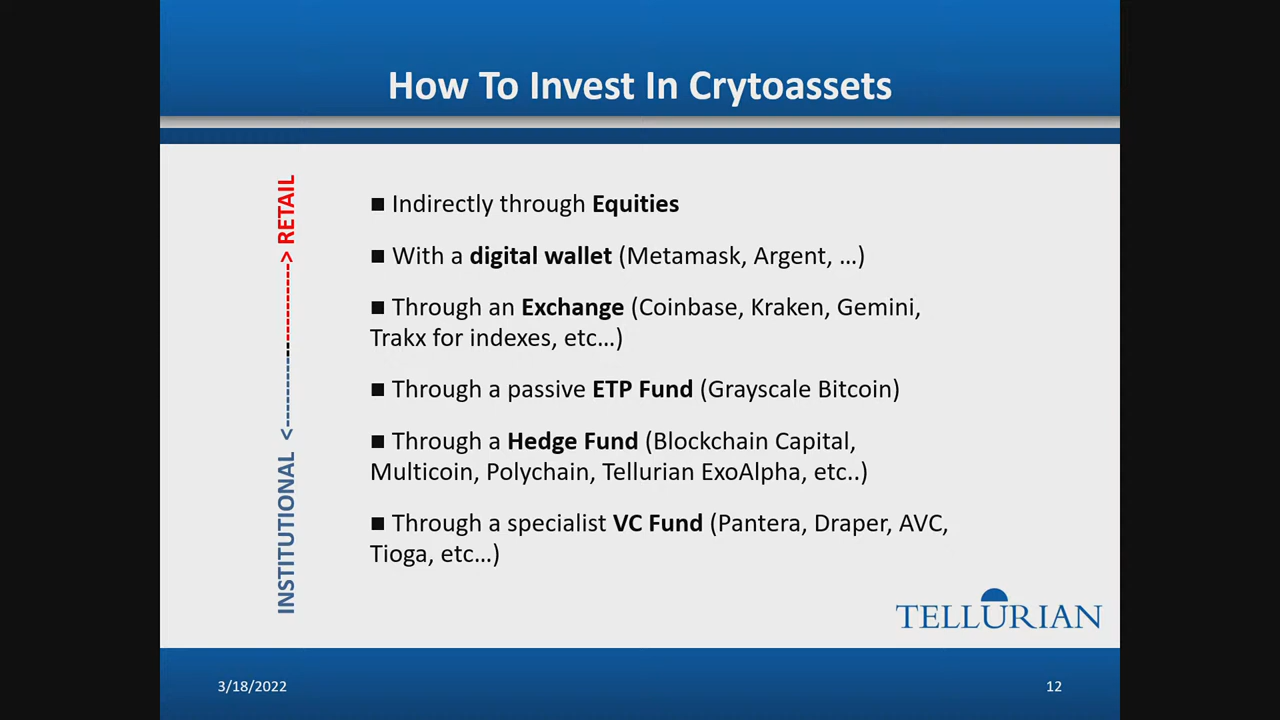 How To Invest In Crytoassets
RETAIL
INSTITUTIONAL <-----------------------> RETAIL
■ Indirectly through Equities
■ With a digital wallet (Metamask, Argent, …)
■ Through an Exchange (Coinbase, Kraken, Gemini,
Trakx for indexes, etc…)
■ Through a passive ETP Fund (Grayscale Bitcoin)
■ Through a Hedge Fund (Blockchain Capital,
Multicoin, Polychain, Tellurian ExoAlpha, etc..)
■ Through a specialist VC Fund (Pantera, Draper, AVC,
Tioga, etc…)
TELLURIAN
3/18/2022
12